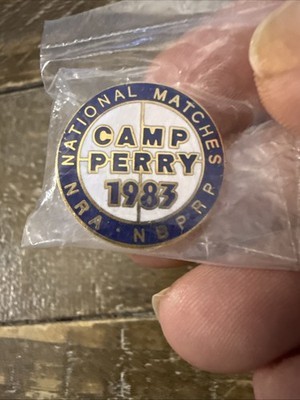 NATIONAL MATCHES
CAMP
PERRY
1983
NRA · NBPRP